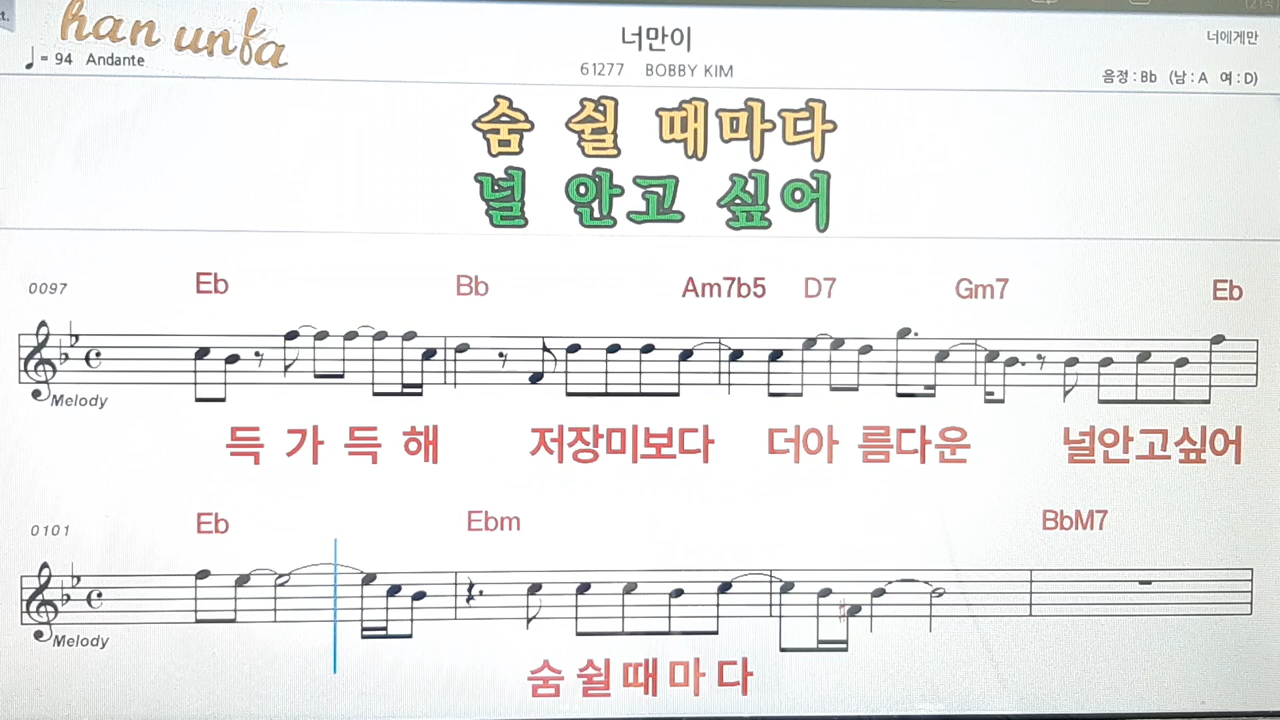 han unfa
너만이
너에게만
♩= 94 Andante
61277 BOBBY KIM
음정 : Bb (남 : A 여 : D)
숨 쉴 때마다
널 안고 싶어
0097 Eb Bb Am7b5 D7 Gm7 Eb
Melody
득 가 득 해 저장미보다 더아 름다운 널안고싶어
0101 Eb Ebm BbM7
Melody
숨 쉴 때 마 다